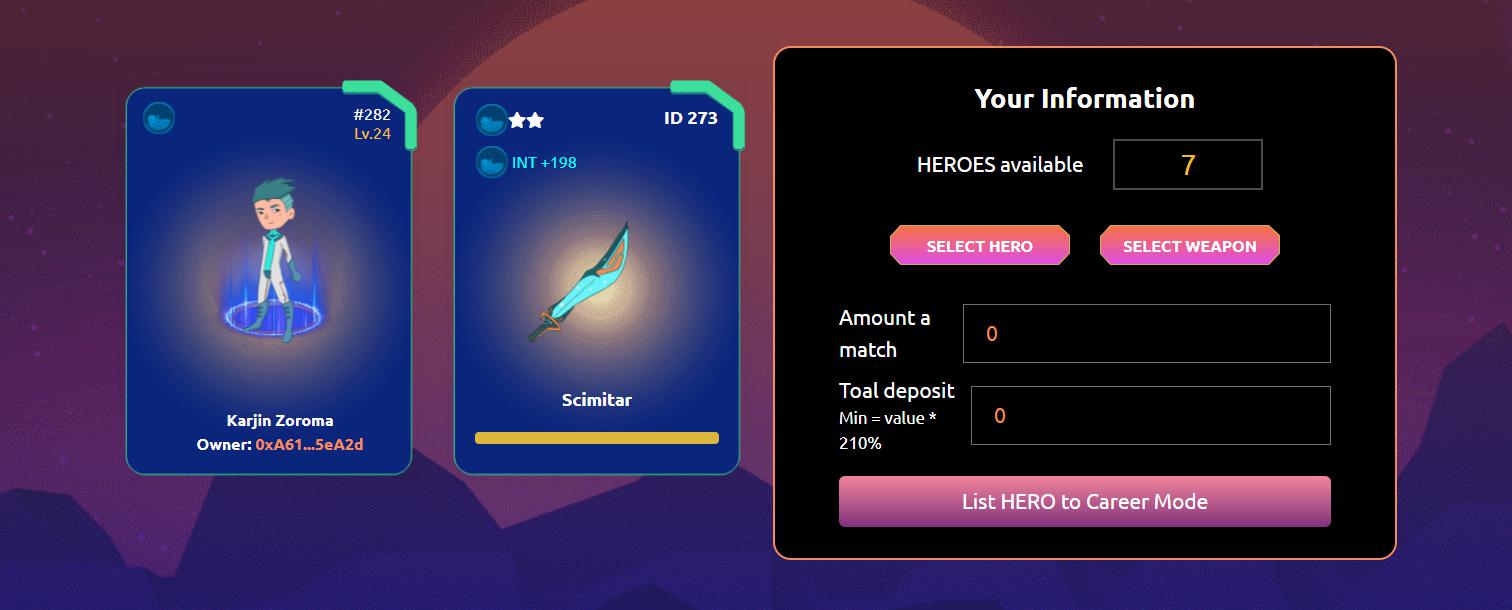 #282
Lv.24
Karjin Zoroma
Owner: 0xA61...5eA2d
ID 273
INT +198
Scimitar
Your Information
HEROES available
7
SELECT HERO
SELECT WEAPON
Amount a
match
0
Toal deposit
Min = value *
210%
0
List HERO to Career Mode